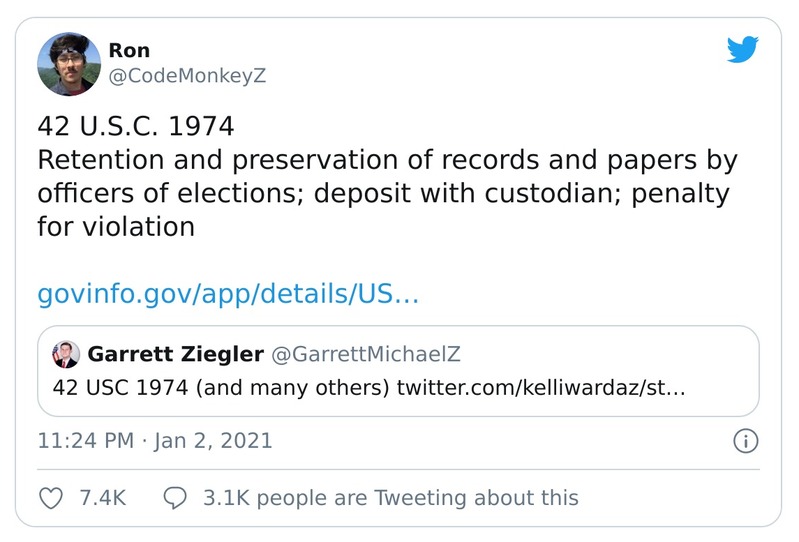 Ron
@CodeMonkeyZ
42 U.S.C. 1974
Retention and preservation of records and papers by
officers of elections; deposit with custodian; penalty
for violation
govinfo.gov/app/details/US…
Garrett Ziegler @GarrettMichaelZ
42 USC 1974 (and many others) twitter.com/kelliwardaz/st…
11:24 PM · Jan 2, 2021
7.4K 3.1K people are Tweeting about this